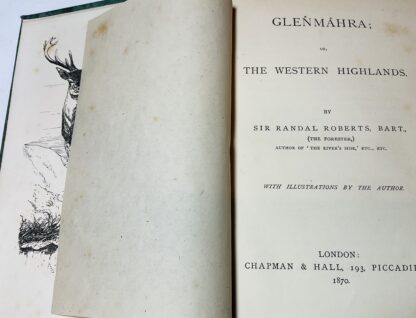 GLEŃMÁHRA;
OR,
THE WESTERN HIGHLANDS.
BY
SIR RANDAL ROBERTS, BART.,
(THE FORESTER,)
AUTHOR OF 'THE RIVER'S SIDE,' ETC., ETC.
WITH ILLUSTRATIONS BY THE AUTHOR.
LONDON:
CHAPMAN & HALL, 193, PICCADI
1870.